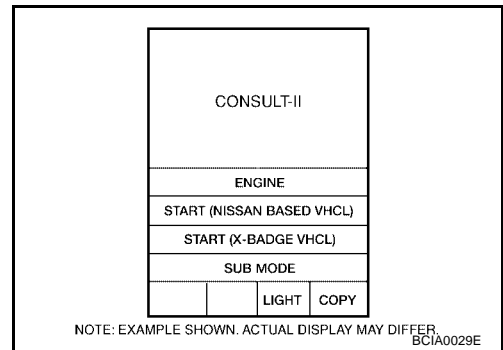 CONSULT-II
ENGINE
START (NISSAN BASED VHCL)
START (X-BADGE VHCL)
SUB MODE
LIGHT COPY
NOTE: EXAMPLE SHOWN. ACTUAL DISPLAY MAY DIFFER.
BCIA0029E